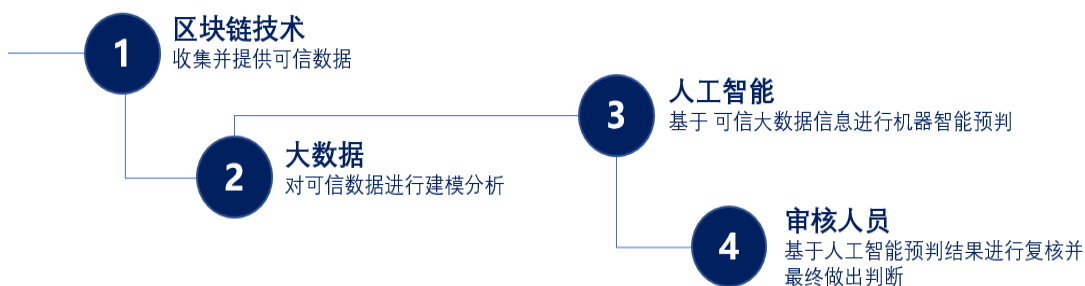 1
区块链技术
收集并提供可信数据
2
大数据
对可信数据进行建模分析
3
人工智能
基于 可信大数据信息进行机器智能预判
4
审核人员
基于人工智能预判结果进行复核并
最终做出判断